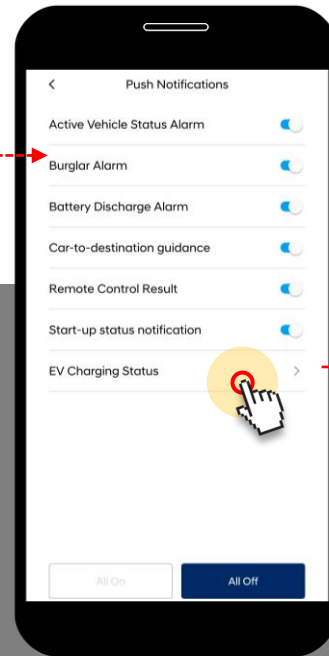 Push Notifications
Active Vehicle Status Alarm
Burglar Alarm
Battery Discharge Alarm
Car-to-destination guidance
Remote Control Result
Start-up status notification
EV Charging Status
All On
All Off